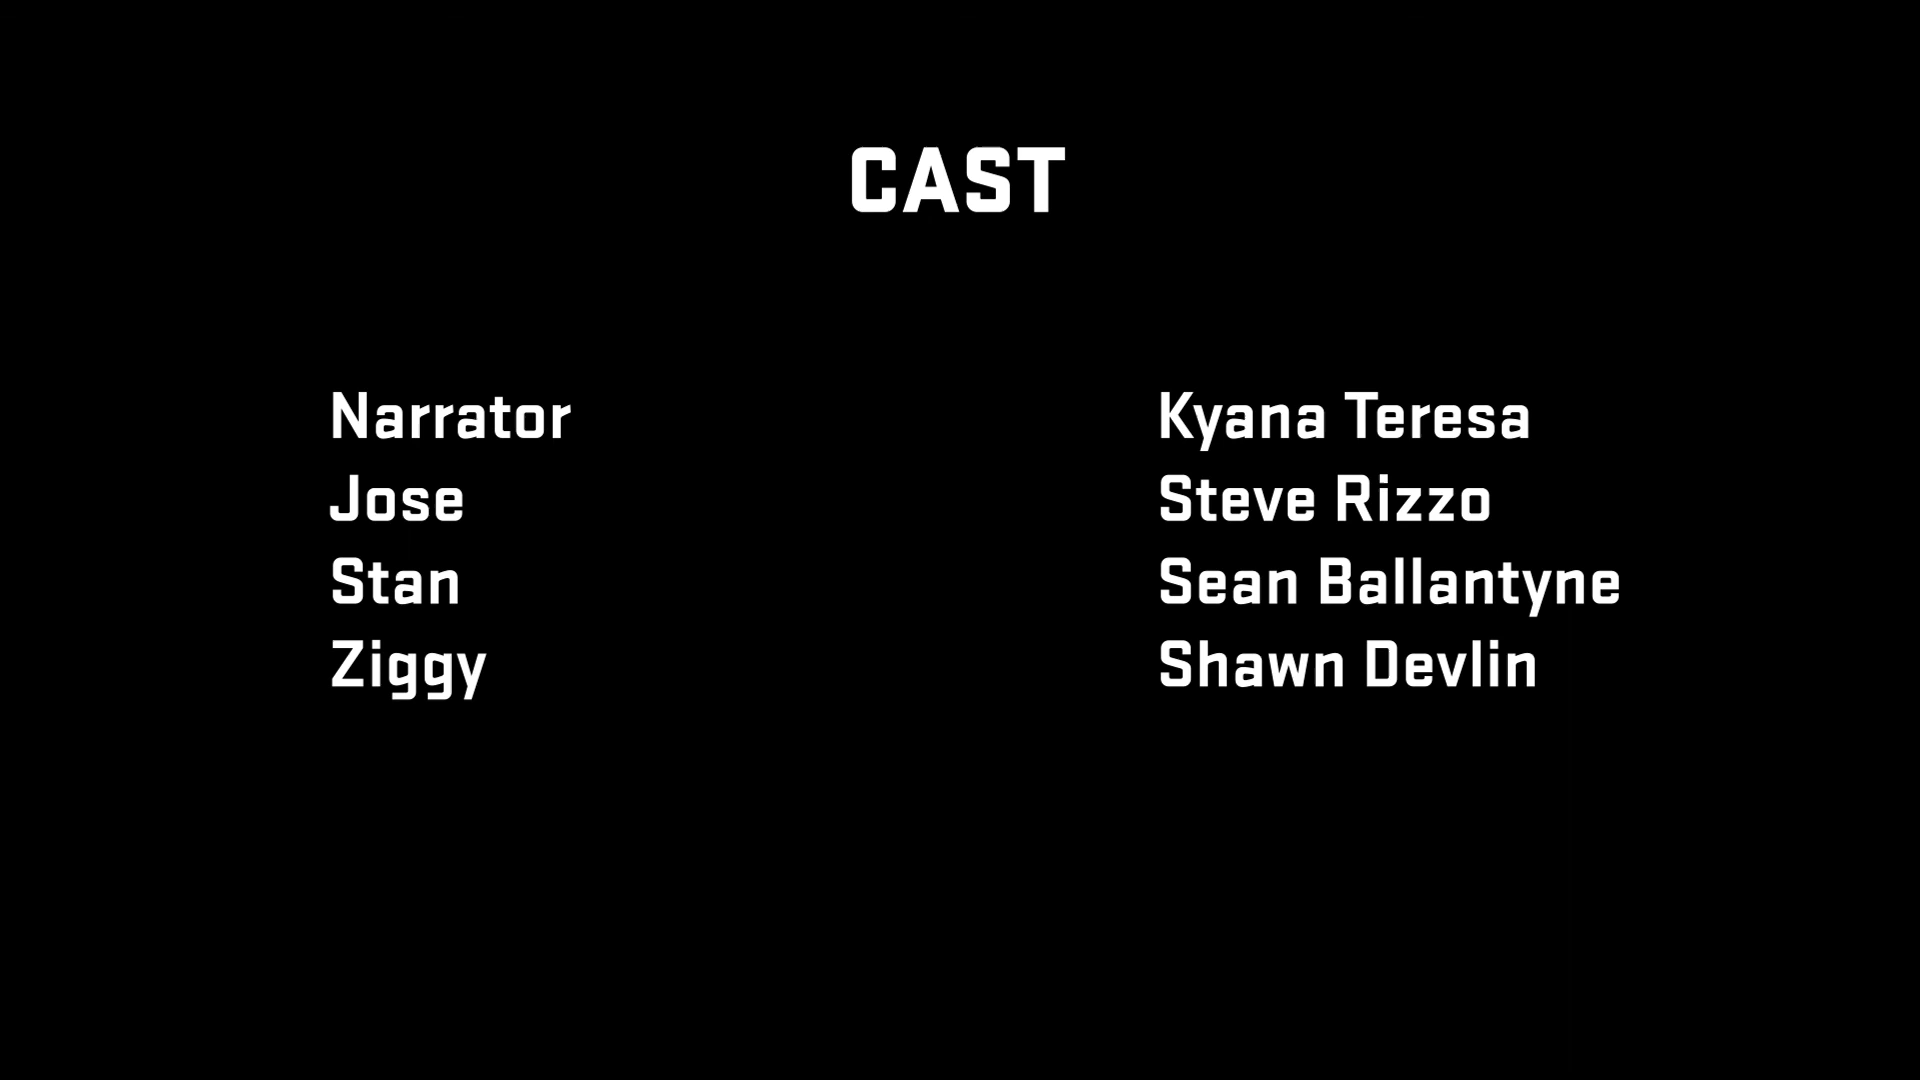 CAST
Narrator Kyana Teresa
Jose Steve Rizzo
Stan Sean Ballantyne
Ziggy Shawn Devlin